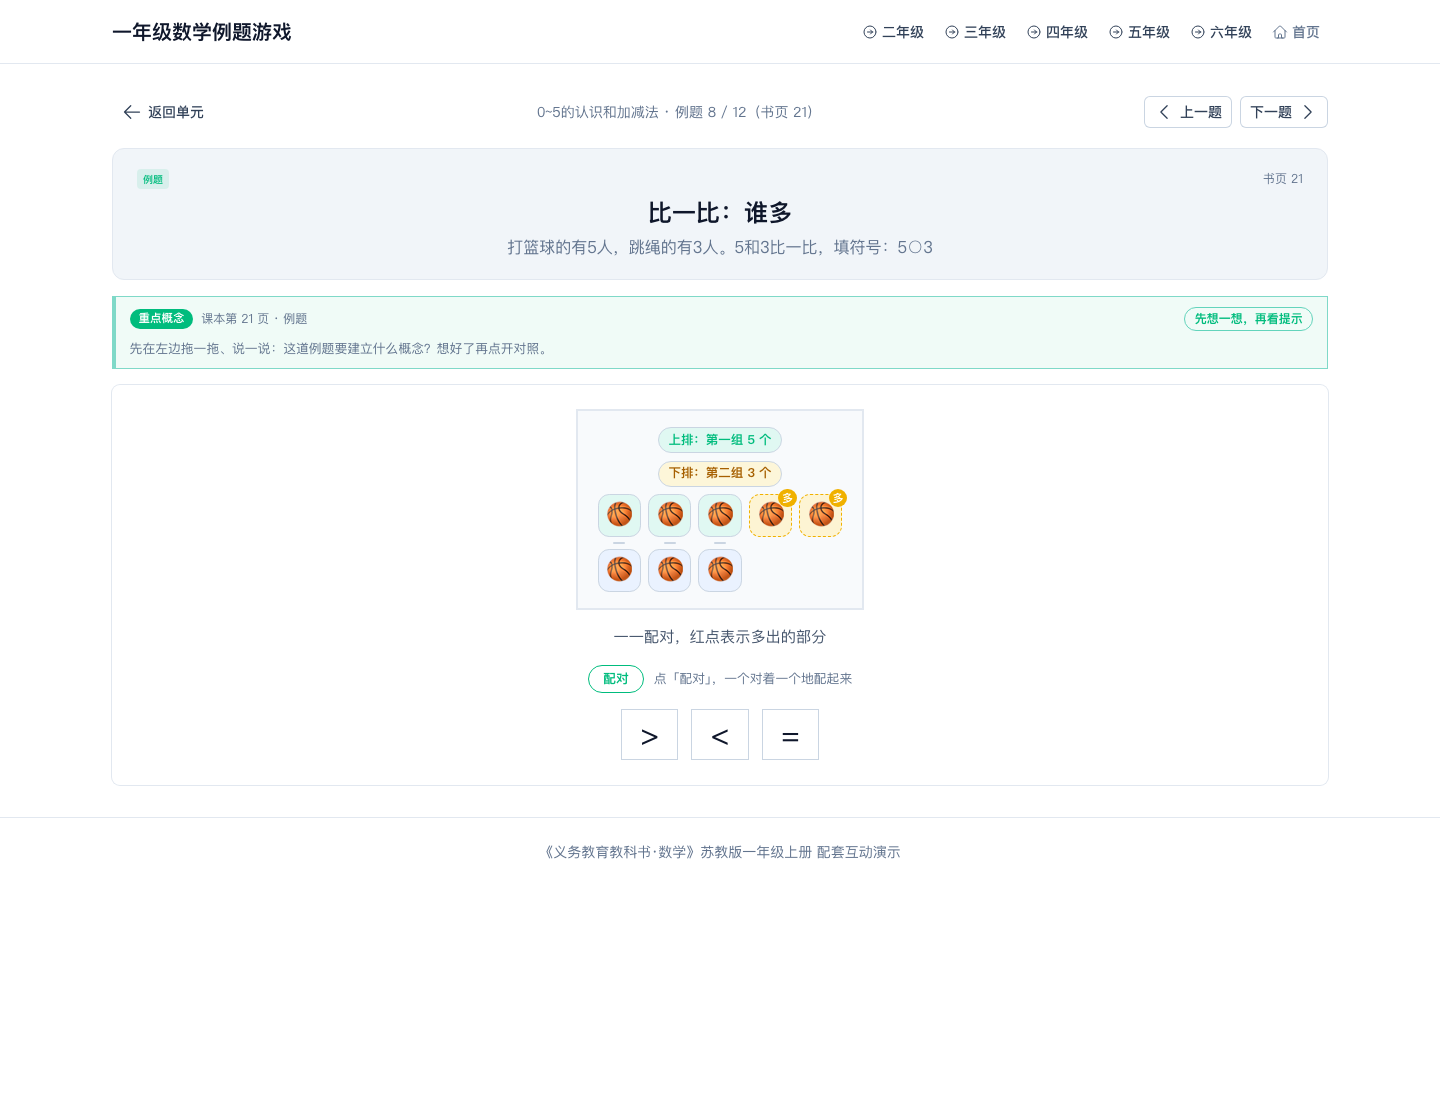 一年级数学例题游戏
二年级 三年级 四年级 五年级 六年级 首页
返回单元 0~5的认识和加减法 · 例题 8 / 12（书页 21） 上一题 下一题
例题 书页 21
比一比：谁多
打篮球的有5人，跳绳的有3人。5和3比一比，填符号：5○3
重点概念 课本第 21 页 · 例题 先想一想，再看提示
先在左边拖一拖、说一说：这道例题要建立什么概念？想好了再点开对照。
上排：第一组 5 个
下排：第二组 3 个
多 多
一一配对，红点表示多出的部分
配对 点「配对」，一个对着一个地配起来
> < =
《义务教育教科书·数学》苏教版一年级上册 配套互动演示